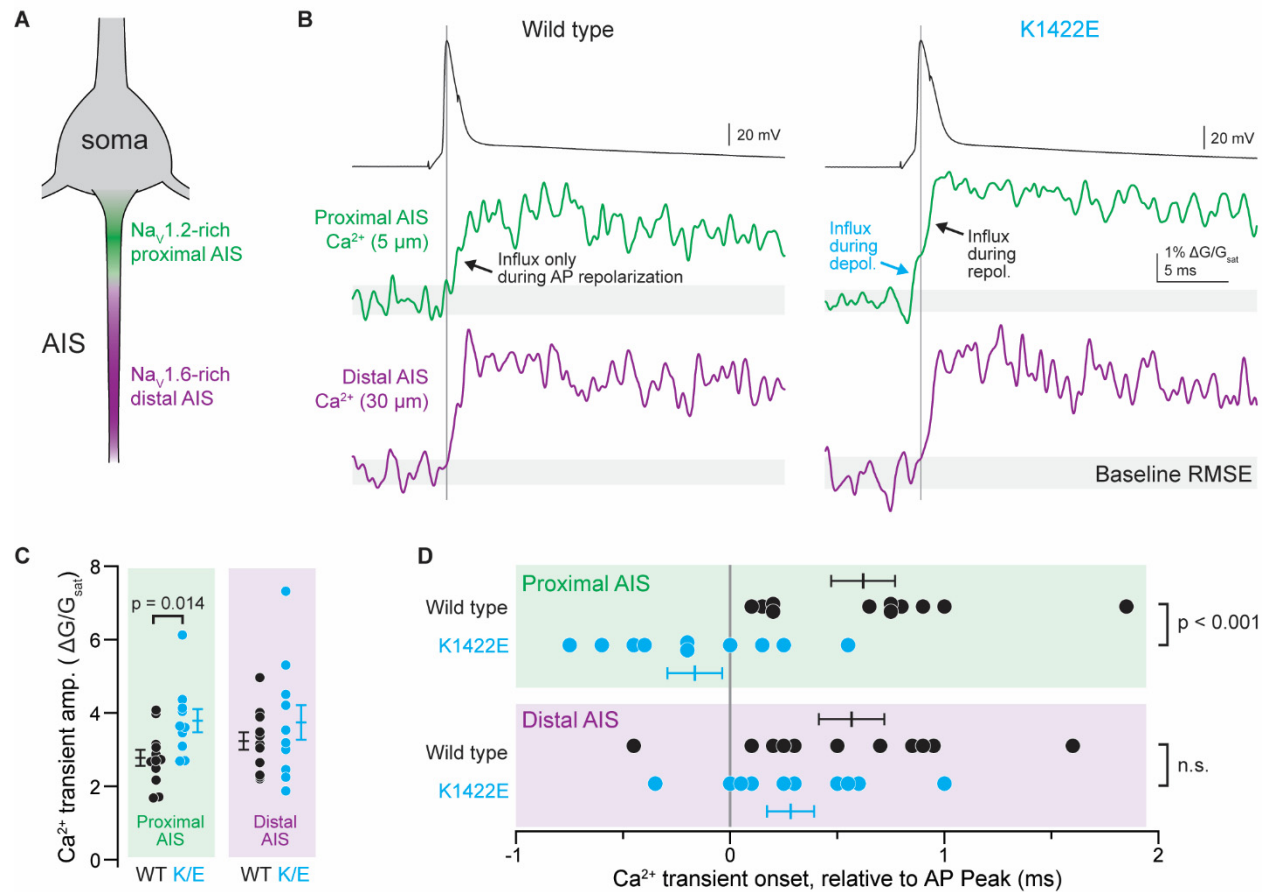 A
soma
Na_V1.2-rich
proximal AIS
AIS
Na_V1.6-rich
distal AIS
B
Wild type
K1422E
20 mV
20 mV
Proximal AIS
Ca²⁺ (5 µm)
Influx only
during AP repolarization
Influx
during
depol.
Influx
during
repol.
1% ΔG/G_sat
5 ms
Distal AIS
Ca²⁺ (30 µm)
Baseline RMSE
C
Ca²⁺ transient amp. ( ΔG/G_sat)
8
6
4
2
0
p = 0.014
Proximal
AIS
Distal
AIS
WT K/E
WT K/E
D
Proximal AIS
Wild type
K1422E
p < 0.001
Distal AIS
Wild type
K1422E
n.s.
-1
0
1
2
Ca²⁺ transient onset, relative to AP Peak (ms)